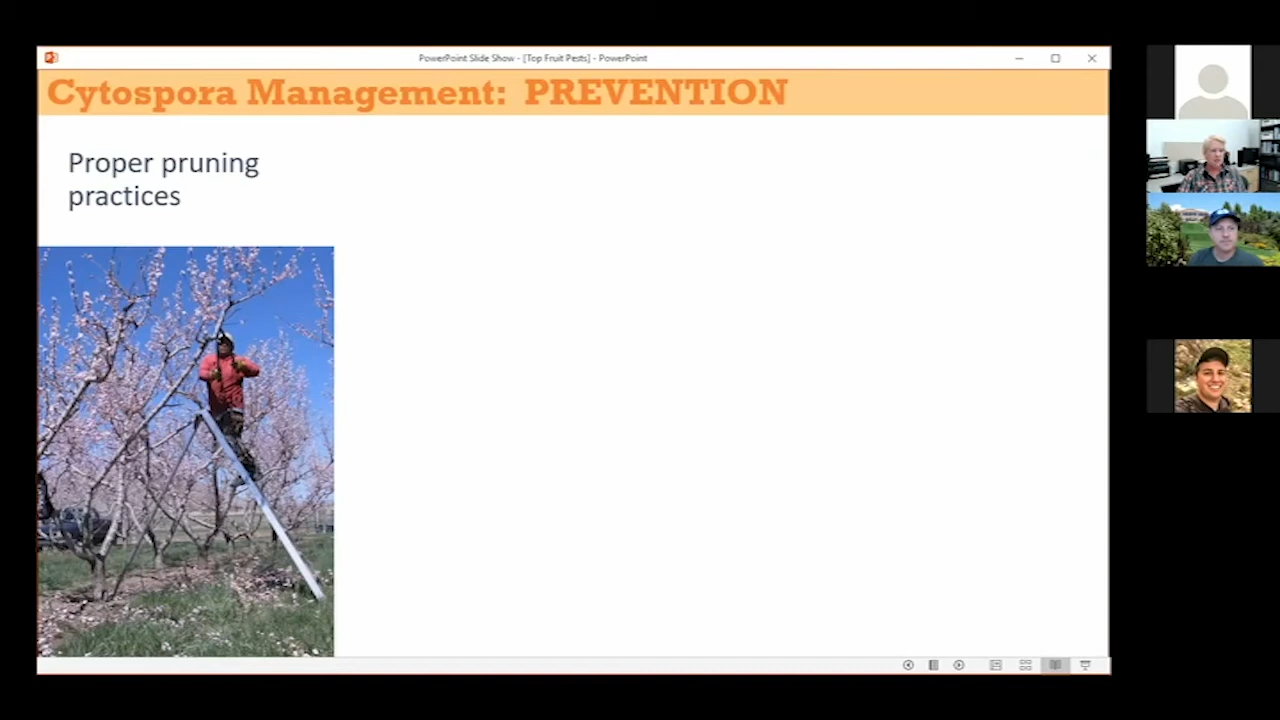 PowerPoint Slide Show - [Top Fruit Pests] - PowerPoint
Cytospora Management: PREVENTION
Proper pruning
practices